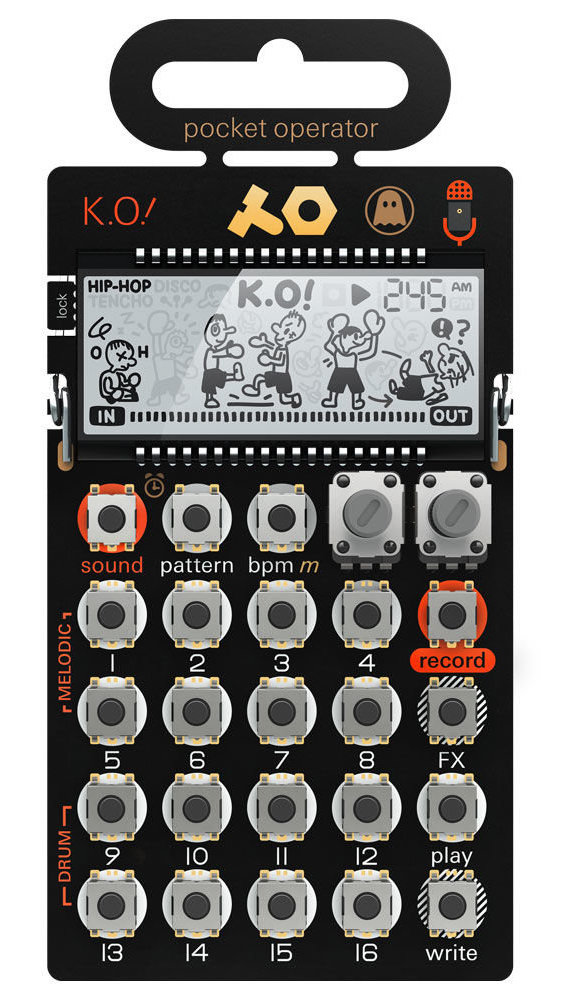 pocket operator
K.O!
lock
HIP-HOP DISCO
TENCHO
K.O!
245 AM
PM
O H
! ?
IN OUT
sound pattern bpm m
MELODIC
1 2 3 4 record
5 6 7 8 FX
DRUM
9 10 11 12 play
13 14 15 16 write